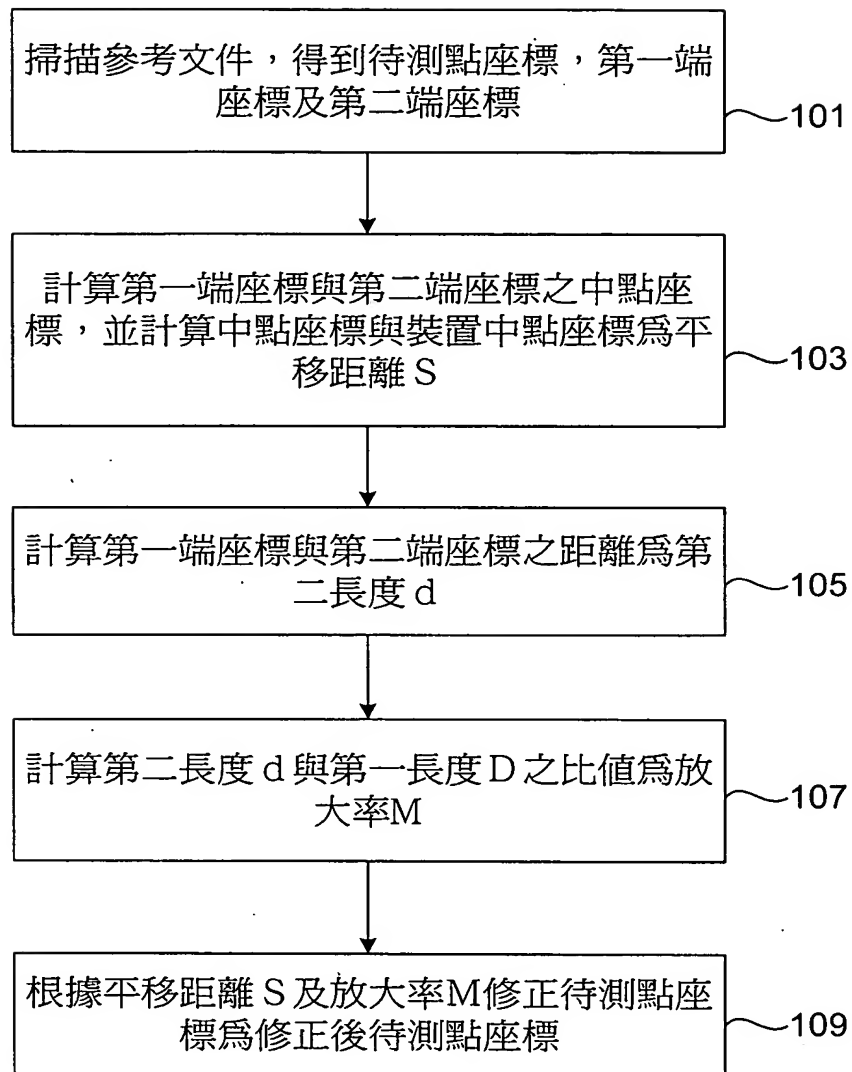 掃描參考文件，得到待測點座標，第一端
座標及第二端座標
101
計算第一端座標與第二端座標之中點座
標，並計算中點座標與裝置中點座標為平
移距離S
103
計算第一端座標與第二端座標之距離為第
二長度d
105
計算第二長度d與第一長度D之比值為放
大率M
107
根據平移距離S及放大率M修正待測點座
標為修正後待測點座標
109